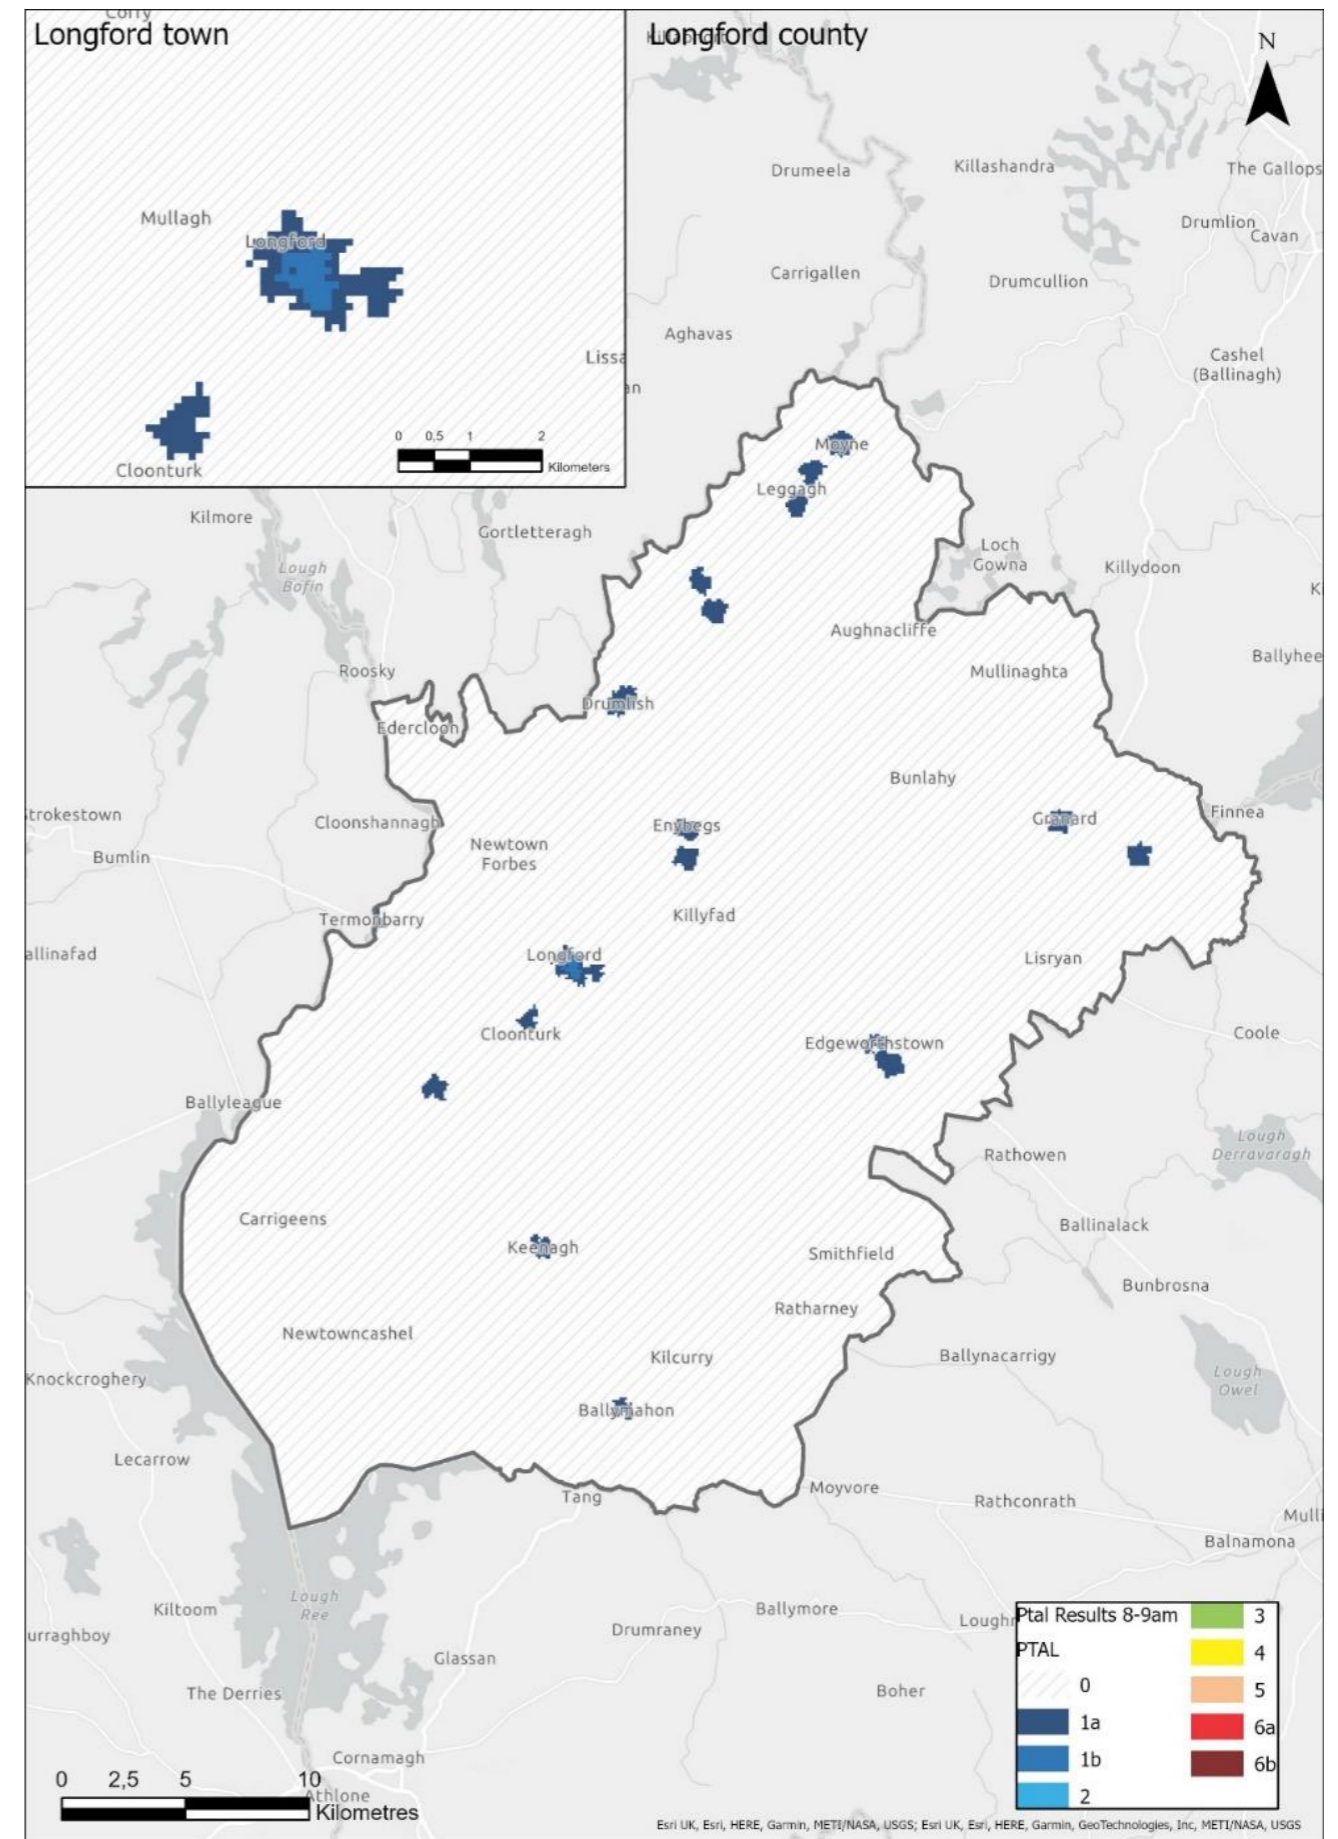 Corry
Longford town
Longford county
N
Mullagh
Longford
Lissa
Cloonturk
0 0,5 1 2
Kilometers
Drumeela
Killashandra
The Gallops
Drumlion
Cavan
Carrigallen
Drumcullion
Aghavas
Cashel
(Ballinagh)
Moyne
Leggagh
Kilmore
Gortletteragh
Lough
Bofin
Loch
Gowna
Killydoon
Aughnacliffe
Ballyhee
Roosky
Mullinaghta
Drumlish
Edercloon
Bunlahy
Strokestown
Cloonshannagh
Enybegs
Granard
Finnea
Newtown
Forbes
Bumlin
Killyfad
Termonbarry
allinafad
Longford
Lisryan
Cloonturk
Edgeworthstown
Coole
Ballyleague
Lough
Derravaragh
Rathowen
Carrigeens
Ballinalack
Keenagh
Smithfield
Bunbrosna
Ratharney
Newtowncashel
Kilcurry
Ballynacarrigy
Knockcroghery
Lough
Owel
Ballymahon
Lecarrow
Tang
Moyvore
Rathconrath
Mulli
Balnamona
Lough
Ree
Kiltoom
Ballymore
Loughn
urraghboy
Drumraney
Glassan
The Derries
Boher
Cornamagh
Athlone
0 2,5 5 10
Kilometres
Ptal Results 8-9am
PTAL
0
1a
1b
2
3
4
5
6a
6b
Esri UK, Esri, HERE, Garmin, METI/NASA, USGS; Esri UK, Esri, HERE, Garmin, GeoTechnologies, Inc, METI/NASA, USGS